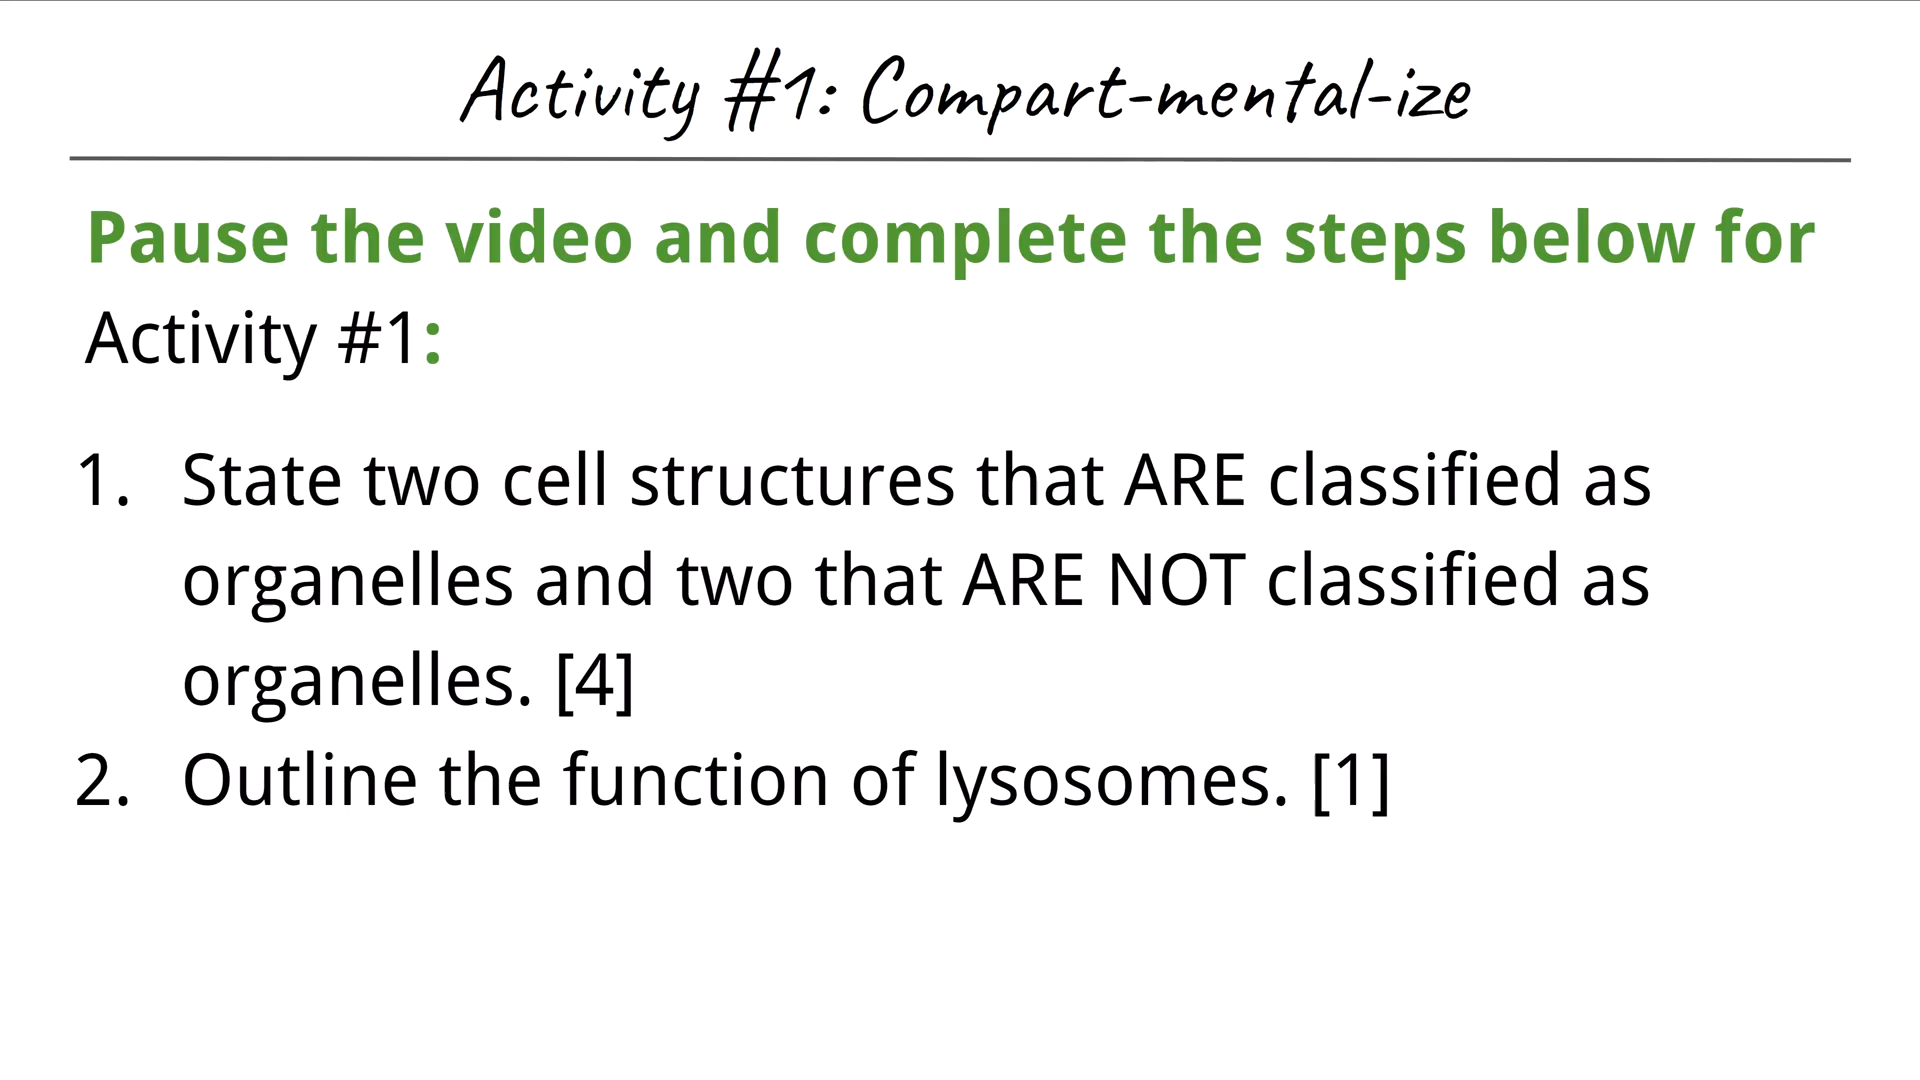 Activity #1: Compart-mental-ize
Pause the video and complete the steps below for
Activity #1:
1. State two cell structures that ARE classified as
organelles and two that ARE NOT classified as
organelles. [4]
2. Outline the function of lysosomes. [1]